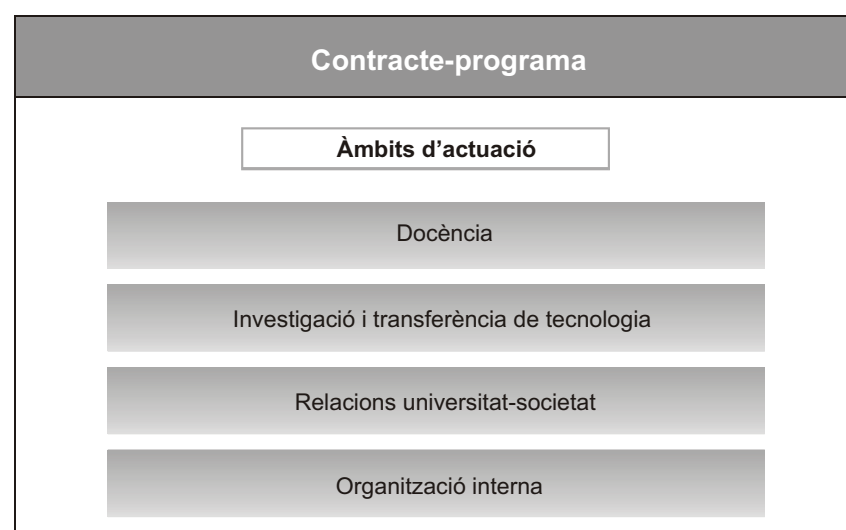 Contracte-programa
Àmbits d’actuació
Docència
Investigació i transferència de tecnologia
Relacions universitat-societat
Organització interna